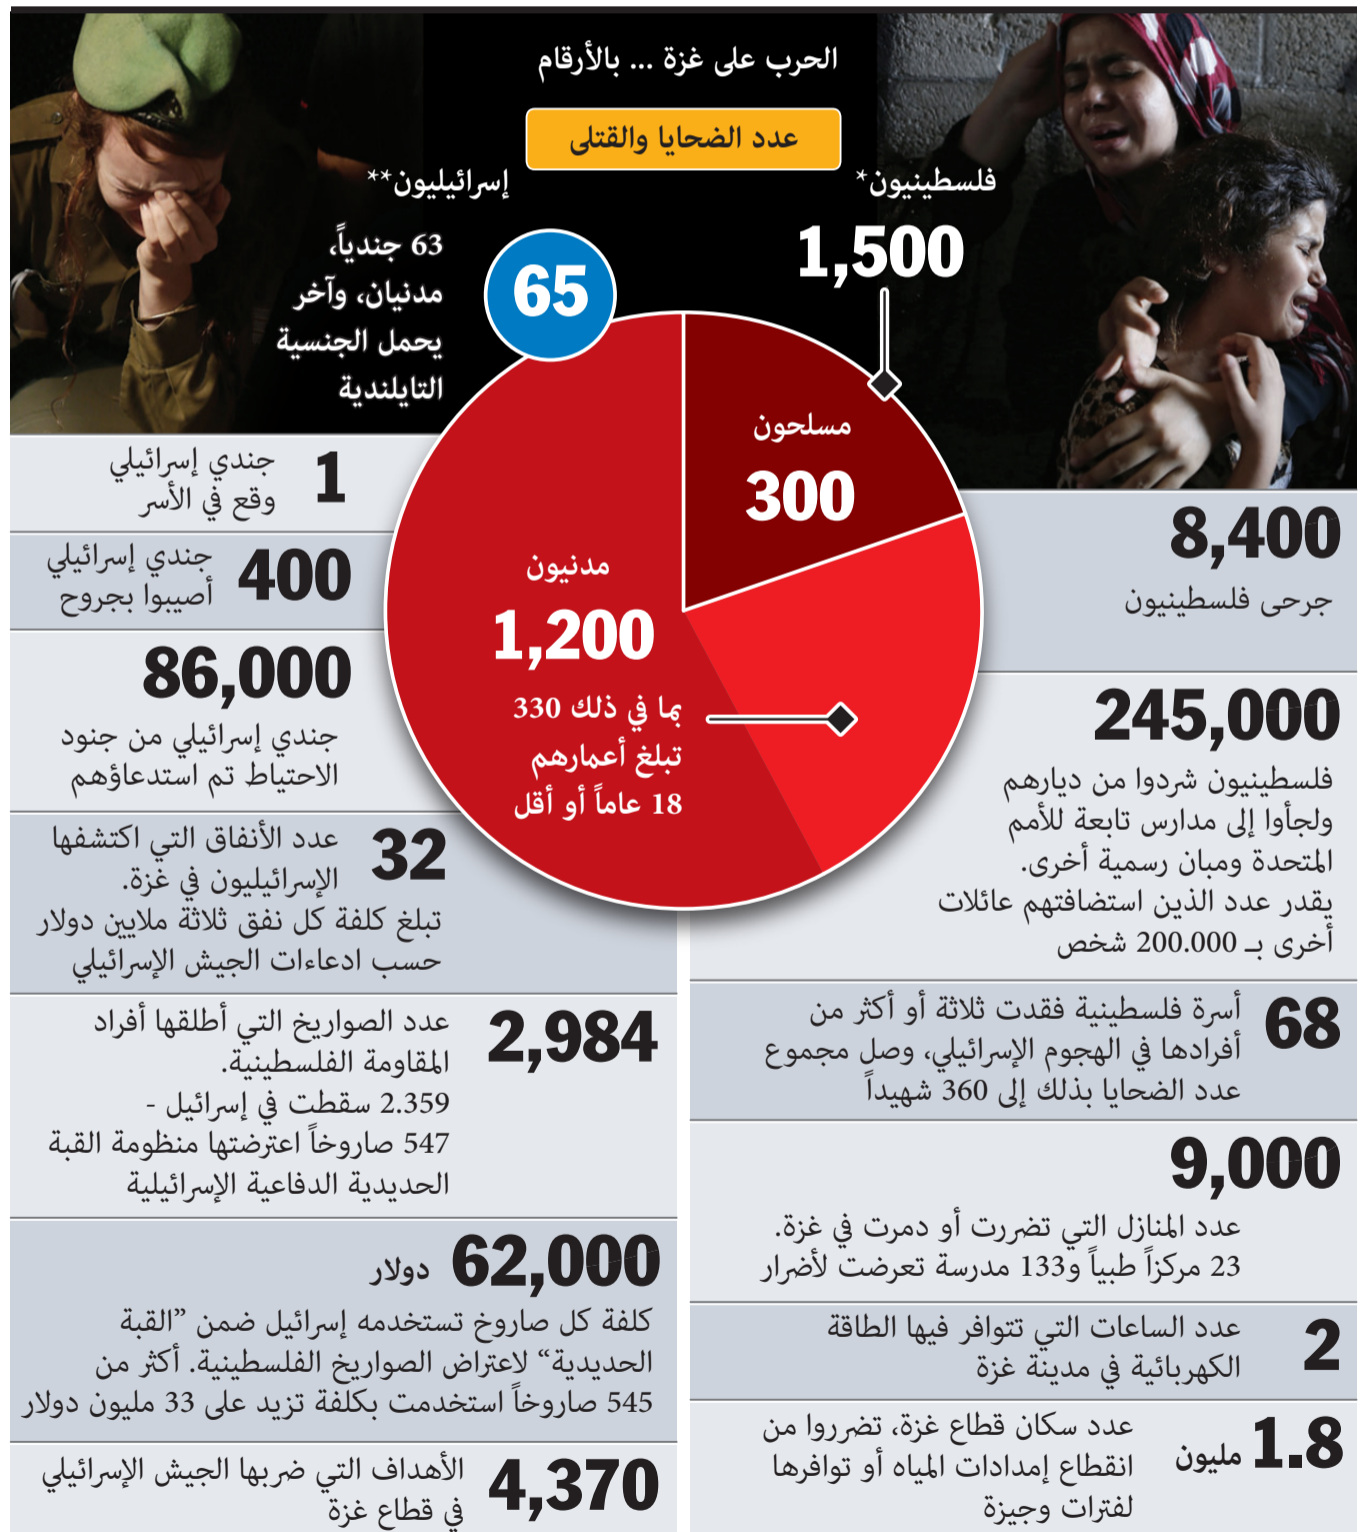 الحرب على غزة ... بالأرقام
عدد الضحايا والقتلى
فلسطينيون*
1,500
إسرائيليون**
65
63 جندياً،
مدنيان، وآخر
يحمل الجنسية
التايلندية
مسلحون
300
مدنيون
1,200
بما في ذلك 330
تبلغ أعمارهم
18 عاماً أو أقل
8,400
جرحى فلسطينيون
245,000
فلسطينيون شردوا من ديارهم
ولجأوا إلى مدارس تابعة للأمم
المتحدة ومبان رسمية أخرى.
يقدر عدد الذين استضافتهم عائلات
أخرى بـ 200.000 شخص
68
أسرة فلسطينية فقدت ثلاثة أو أكثر من
أفرادها في الهجوم الإسرائيلي، وصل مجموع
عدد الضحايا بذلك إلى 360 شهيداً
9,000
عدد المنازل التي تضررت أو دمرت في غزة.
23 مركزاً طبياً و133 مدرسة تعرضت لأضرار
2
عدد الساعات التي تتوافر فيها الطاقة
الكهربائية في مدينة غزة
1.8 مليون
عدد سكان قطاع غزة، تضرروا من
انقطاع إمدادات المياه أو توافرها
لفترات وجيزة
1
جندي إسرائيلي
وقع في الأسر
400
جندي إسرائيلي
أصيبوا بجروح
86,000
جندي إسرائيلي من جنود
الاحتياط تم استدعاؤهم
32
عدد الأنفاق التي اكتشفها
الإسرائيليون في غزة.
تبلغ كلفة كل نفق ثلاثة ملايين دولار
حسب ادعاءات الجيش الإسرائيلي
2,984
عدد الصواريخ التي أطلقها أفراد
المقاومة الفلسطينية.
2.359 سقطت في إسرائيل -
547 صاروخاً اعترضتها منظومة القبة
الحديدية الدفاعية الإسرائيلية
62,000 دولار
كلفة كل صاروخ تستخدمه إسرائيل ضمن ”القبة
الحديدية“ لاعتراض الصواريخ الفلسطينية. أكثر من
545 صاروخاً استخدمت بكلفة تزيد على 33 مليون دولار
4,370
الأهداف التي ضربها الجيش الإسرائيلي
في قطاع غزة